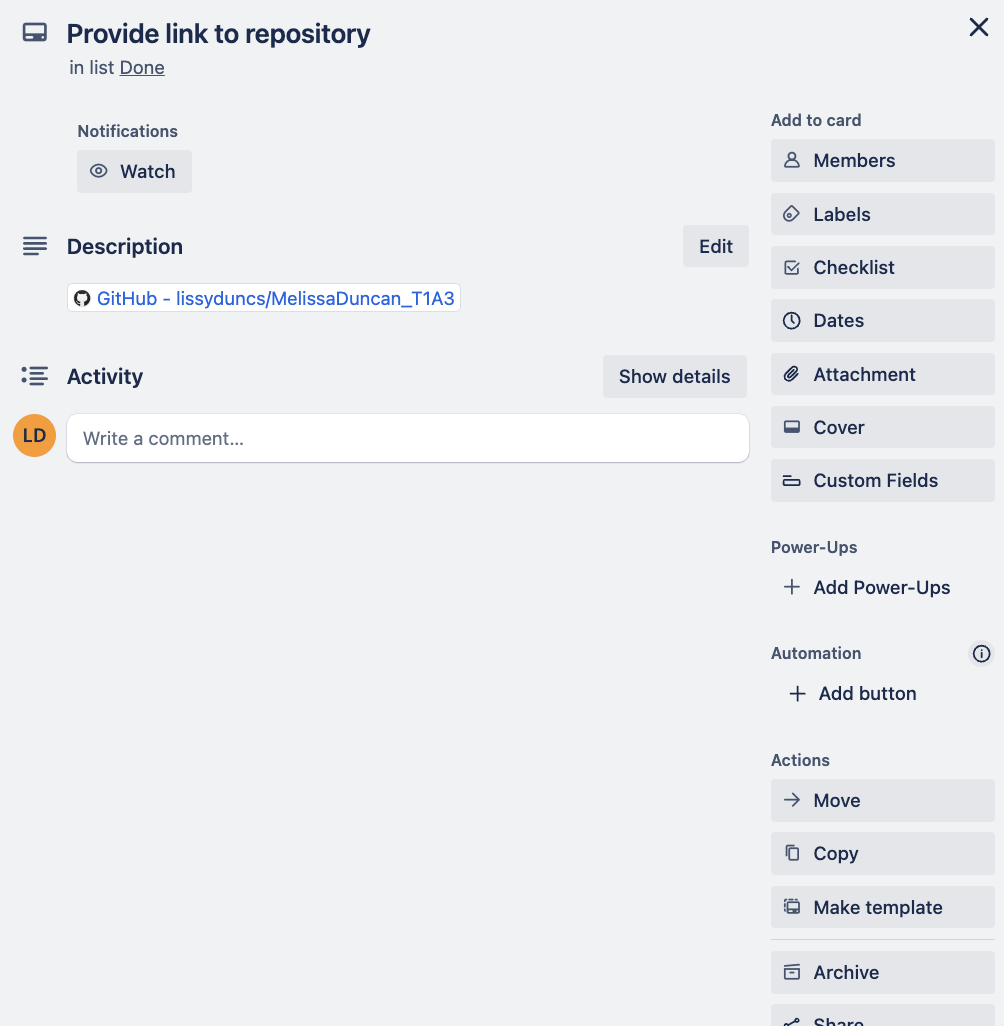 Provide link to repository
in list Done
Notifications
Watch
Description
Edit
GitHub - lissyduncs/MelissaDuncan_T1A3
Activity
Show details
LD
Write a comment...
Add to card
Members
Labels
Checklist
Dates
Attachment
Cover
Custom Fields
Power-Ups
Add Power-Ups
Automation
Add button
Actions
Move
Copy
Make template
Archive
Share